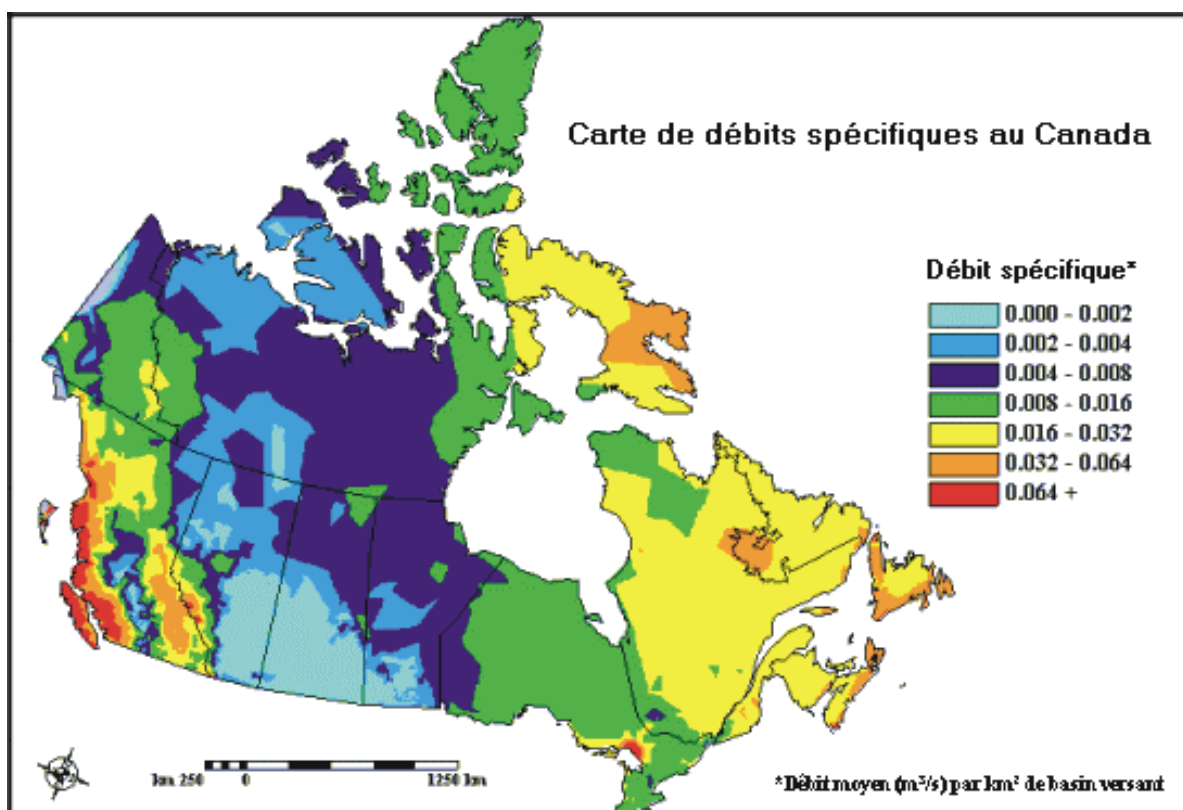 Carte de débits spécifiques au Canada
Débit spécifique*
0.000 - 0.002
0.002 - 0.004
0.004 - 0.008
0.008 - 0.016
0.016 - 0.032
0.032 - 0.064
0.064 +
km 250 0 1250 km
*Débit moyen (m³/s) par km² de basin versant